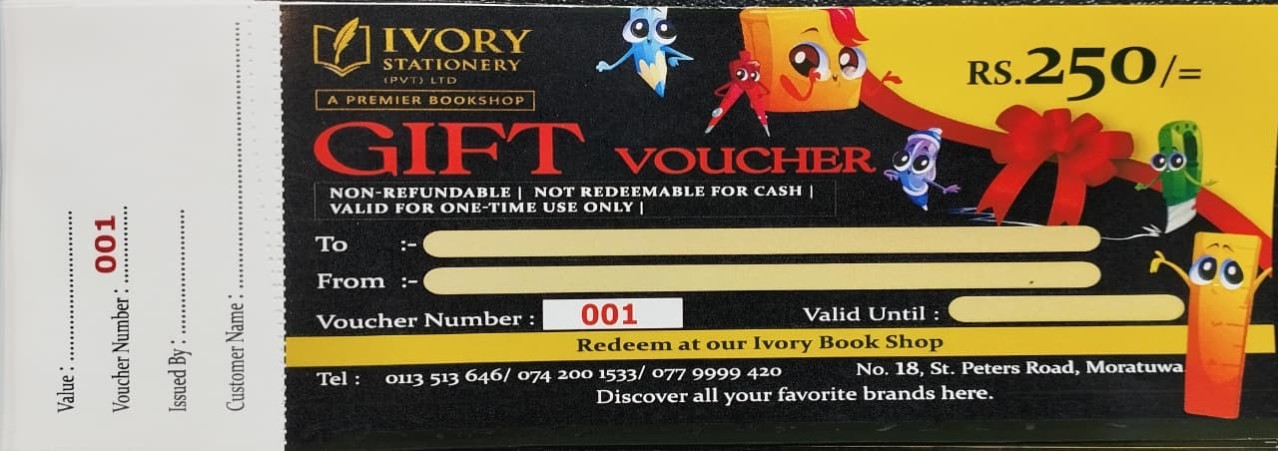 Value : ........................
Voucher Number : ........................
001
Issued By : ........................
Customer Name : ........................
IVORY
STATIONERY
(PVT) LTD
A PREMIER BOOKSHOP
RS.250/=
GIFT VOUCHER
NON-REFUNDABLE | NOT REDEEMABLE FOR CASH |
VALID FOR ONE-TIME USE ONLY |
To :-
From :-
Voucher Number : 001 Valid Until :
Redeem at our Ivory Book Shop
Tel : 0113 513 646/ 074 200 1533/ 077 9999 420 No. 18, St. Peters Road, Moratuwa
Discover all your favorite brands here.